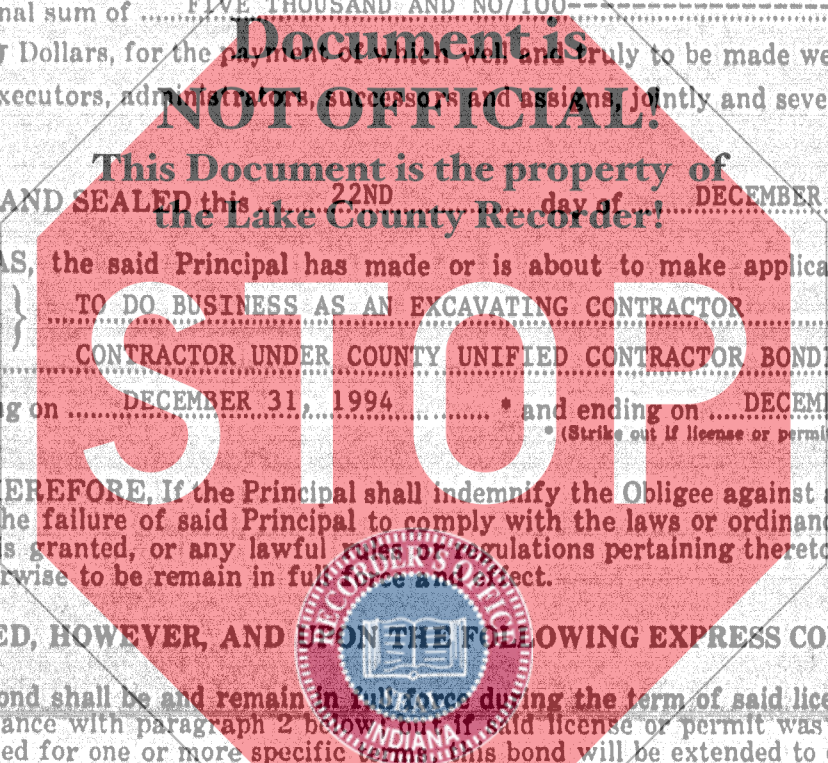 nal sum of FIVE THOUSAND AND NO/100
Document is
Dollars, for the payment of which well and truly to be made we
xecutors, administrators, successors and assigns, jointly and seve
NOT OFFICIAL!
This Document is the property of
AND SEALED this 22ND day of DECEMBER
the Lake County Recorder!
AS, the said Principal has made or is about to make applica
TO DO BUSINESS AS AN EXCAVATING CONTRACTOR
STOP
CONTRACTOR UNDER COUNTY UNIFIED CONTRACTOR BOND
g on DECEMBER 31, 1994 * and ending on DECEM
* (Strike out if license or permi
HEREFORE, If the Principal shall indemnify the Obligee against
he failure of said Principal to comply with the laws or ordinan
is granted, or any lawful rules or regulations pertaining thereto
rwise to be remain in full force and effect.
RECORDER'S OFFICE
ED, HOWEVER, AND UPON THE FOLLOWING EXPRESS CO
ond shall be and remain in full force during the term of said lice
ance with paragraph 2 below or if said license or permit was
INDIANA
ed for one or more specific terms, this bond will be extended to